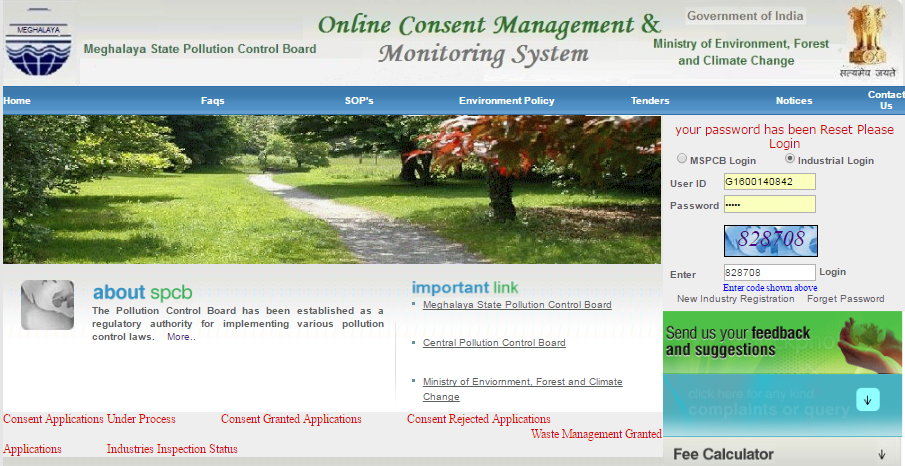 MEGHALAYA
Meghalaya State Pollution Control Board
Online Consent Management &
Monitoring System
Government of India
Ministry of Environment, Forest
and Climate Change
सत्यमेव जयते
Home Faqs SOP's Environment Policy Tenders Notices Contact
Us
your password has been Reset Please
Login
MSPCB Login Industrial Login
User ID G1600140842
Password •••••
828708
Enter 828708 Login
Enter code shown above
New Industry Registration Forget Password
about spcb
The Pollution Control Board has been established as a
regulatory authority for implementing various pollution
control laws. More..
important link
Meghalaya State Pollution Control Board
Central Pollution Control Board
Ministry of Enviornment, Forest and Climate
Change
Send us your feedback
and suggestions
click here for any kind
complaints or query
Fee Calculator
Consent Applications Under Process Consent Granted Applications Consent Rejected Applications
Waste Management Granted
Applications Industries Inspection Status